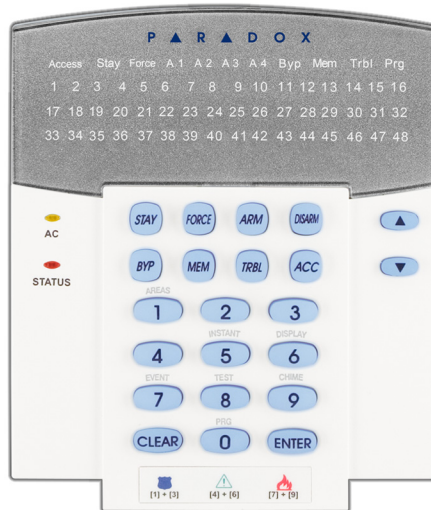 PARADOX
Access Stay Force A 1 A 2 A 3 A 4 Byp Mem Trbl Prg
1 2 3 4 5 6 7 8 9 10 11 12 13 14 15 16
17 18 19 20 21 22 23 24 25 26 27 28 29 30 31 32
33 34 35 36 37 38 39 40 41 42 43 44 45 46 47 48
STAY FORCE ARM DISARM
AC
BYP MEM TRBL ACC
STATUS
AREAS
1 2 3
INSTANT DISPLAY
4 5 6
EVENT TEST CHIME
7 8 9
PRG
CLEAR 0 ENTER
[1] + [3] [4] + [6] [7] + [9]